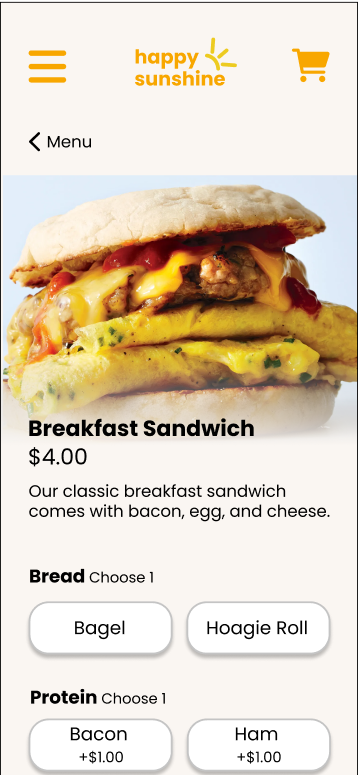 happy
sunshine
Menu
Breakfast Sandwich
$4.00
Our classic breakfast sandwich
comes with bacon, egg, and cheese.
Bread Choose 1
Bagel Hoagie Roll
Protein Choose 1
Bacon Ham
+$1.00 +$1.00